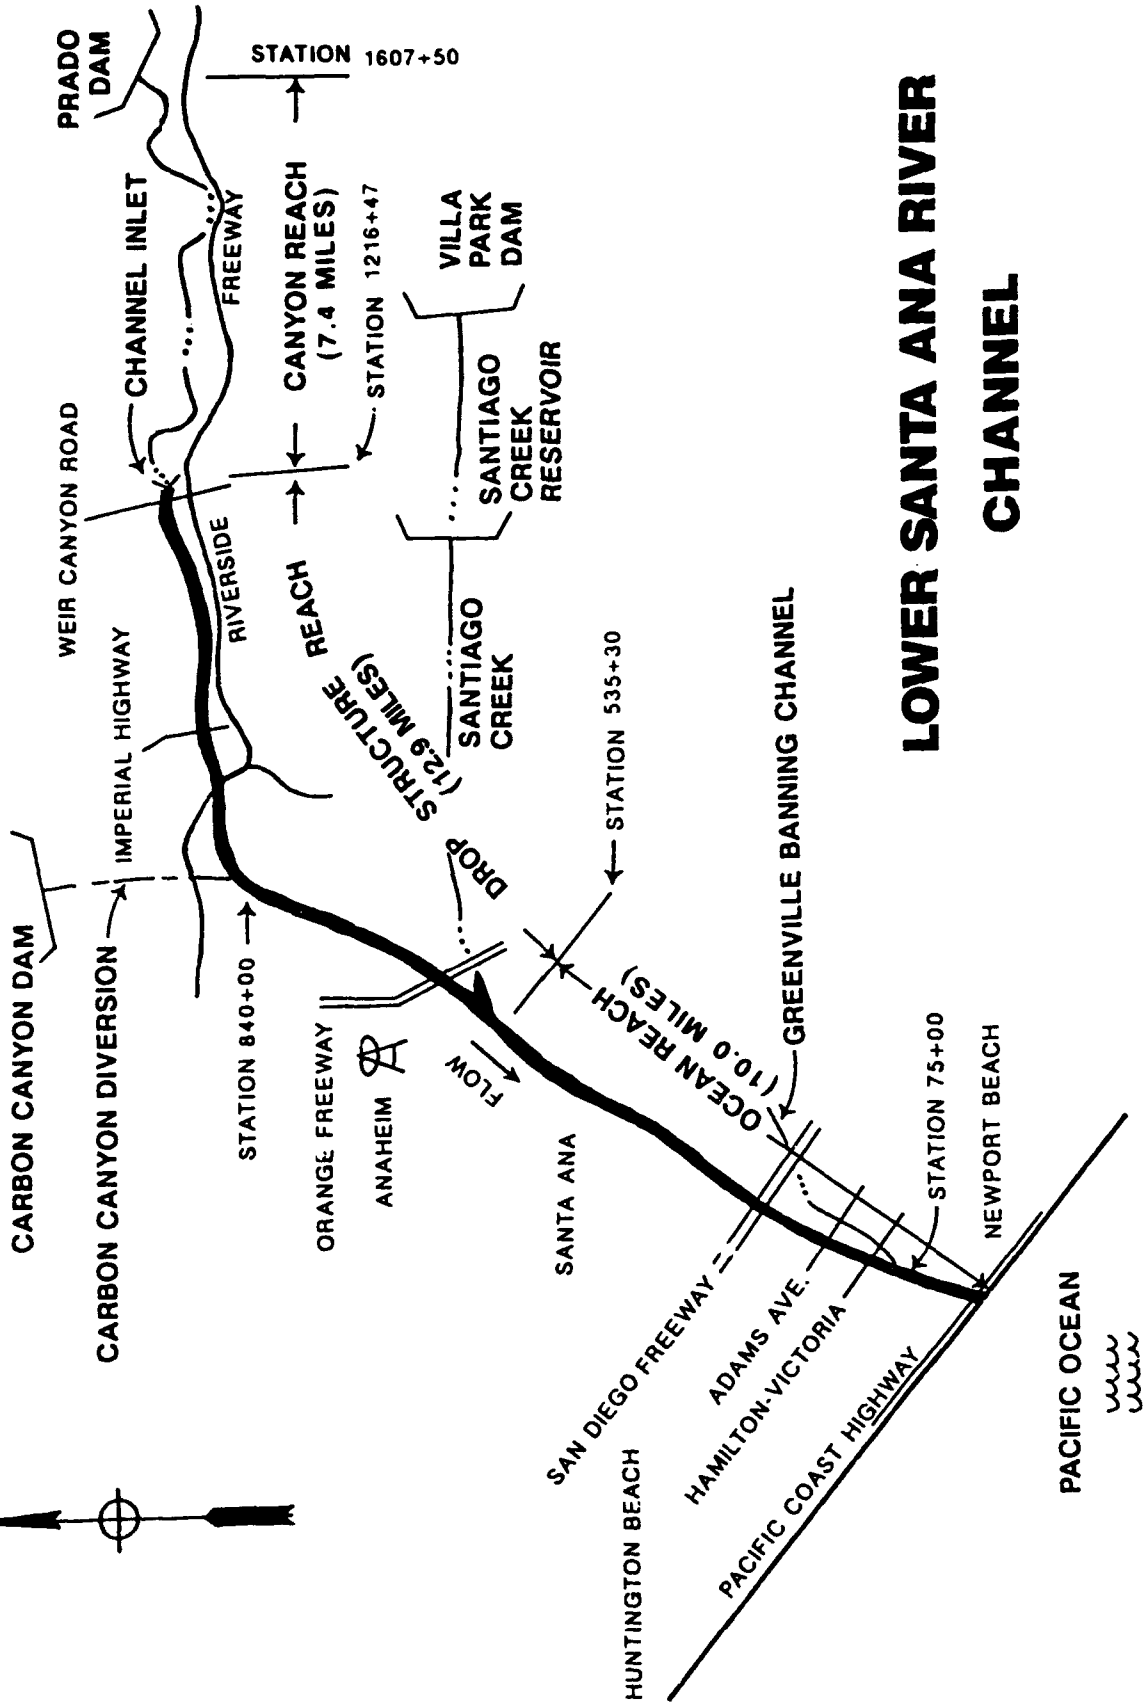 CARBON CANYON DAM
CARBON CANYON DIVERSION
IMPERIAL HIGHWAY
WEIR CANYON ROAD
CHANNEL INLET
PRADO
DAM
STATION 1607+50
FREEWAY
RIVERSIDE
CANYON REACH
(7.4 MILES)
STATION 1216+47
DROP STRUCTURE REACH
(12.9 MILES)
VILLA
PARK
DAM
SANTIAGO
CREEK
RESERVOIR
SANTIAGO
CREEK
STATION 840+00
ORANGE FREEWAY
ANAHEIM
FLOW
STATION 535+30
SANTA ANA
OCEAN REACH
(10.0 MILES)
GREENVILLE BANNING CHANNEL
SAN DIEGO FREEWAY
ADAMS AVE.
HAMILTON-VICTORIA
STATION 75+00
NEWPORT BEACH
HUNTINGTON BEACH
PACIFIC COAST HIGHWAY
PACIFIC OCEAN
LOWER SANTA ANA RIVER
CHANNEL